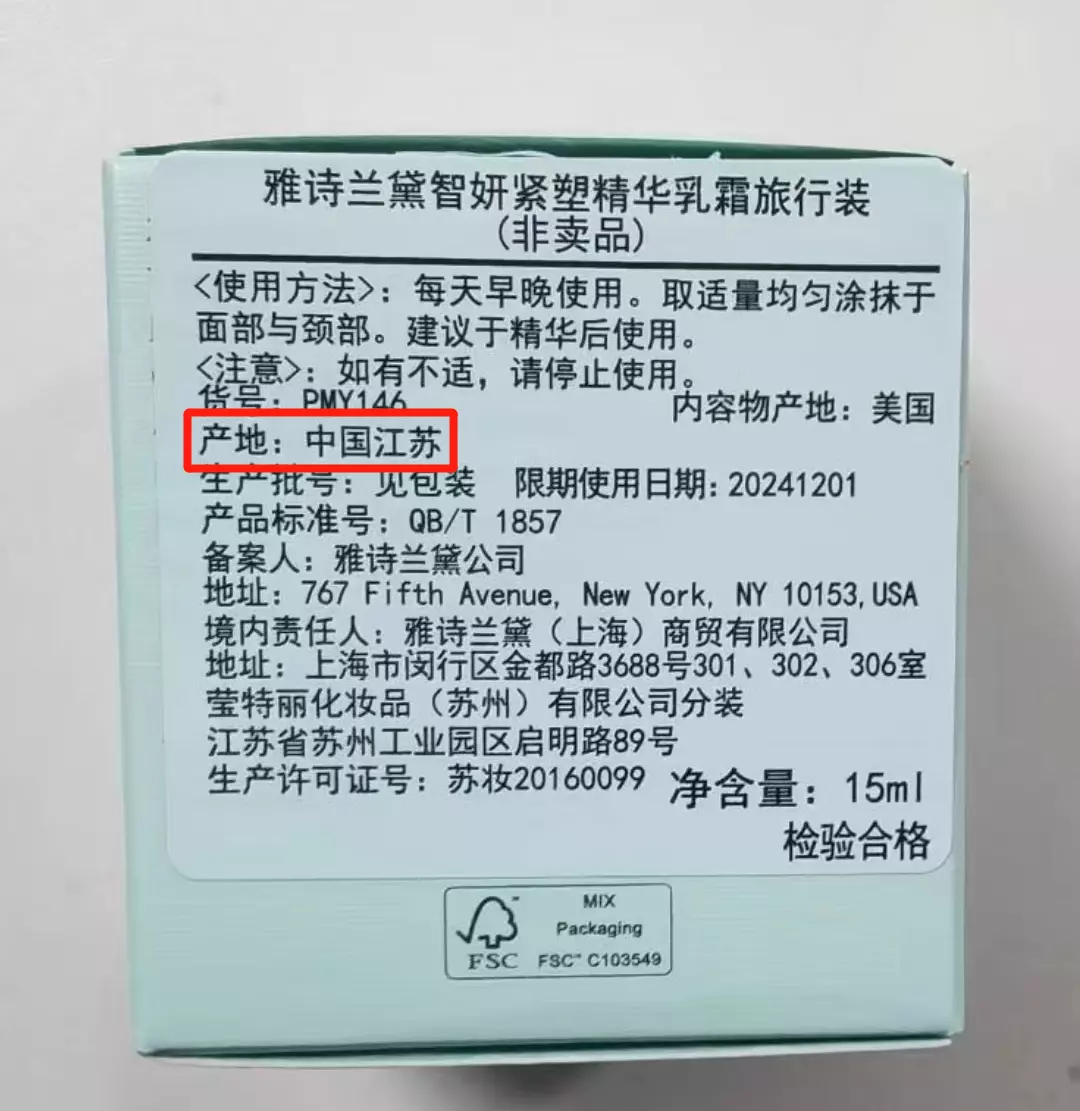 雅诗兰黛智妍紧塑精华乳霜旅行装
(非卖品)
<使用方法>：每天早晚使用。取适量均匀涂抹于
面部与颈部。建议于精华后使用。
<注意>：如有不适，请停止使用。
货号：PMY146 内容物产地：美国
产地：中国江苏
生产批号：见包装 限期使用日期：20241201
产品标准号：QB/T 1857
备案人：雅诗兰黛公司
地址：767 Fifth Avenue, New York, NY 10153,USA
境内责任人：雅诗兰黛（上海）商贸有限公司
地址：上海市闵行区金都路3688号301、302、306室
莹特丽化妆品（苏州）有限公司分装
江苏省苏州工业园区启明路89号
生产许可证号：苏妆20160099 净含量：15ml
检验合格
FSC™
MIX
Packaging
FSC™ C103549